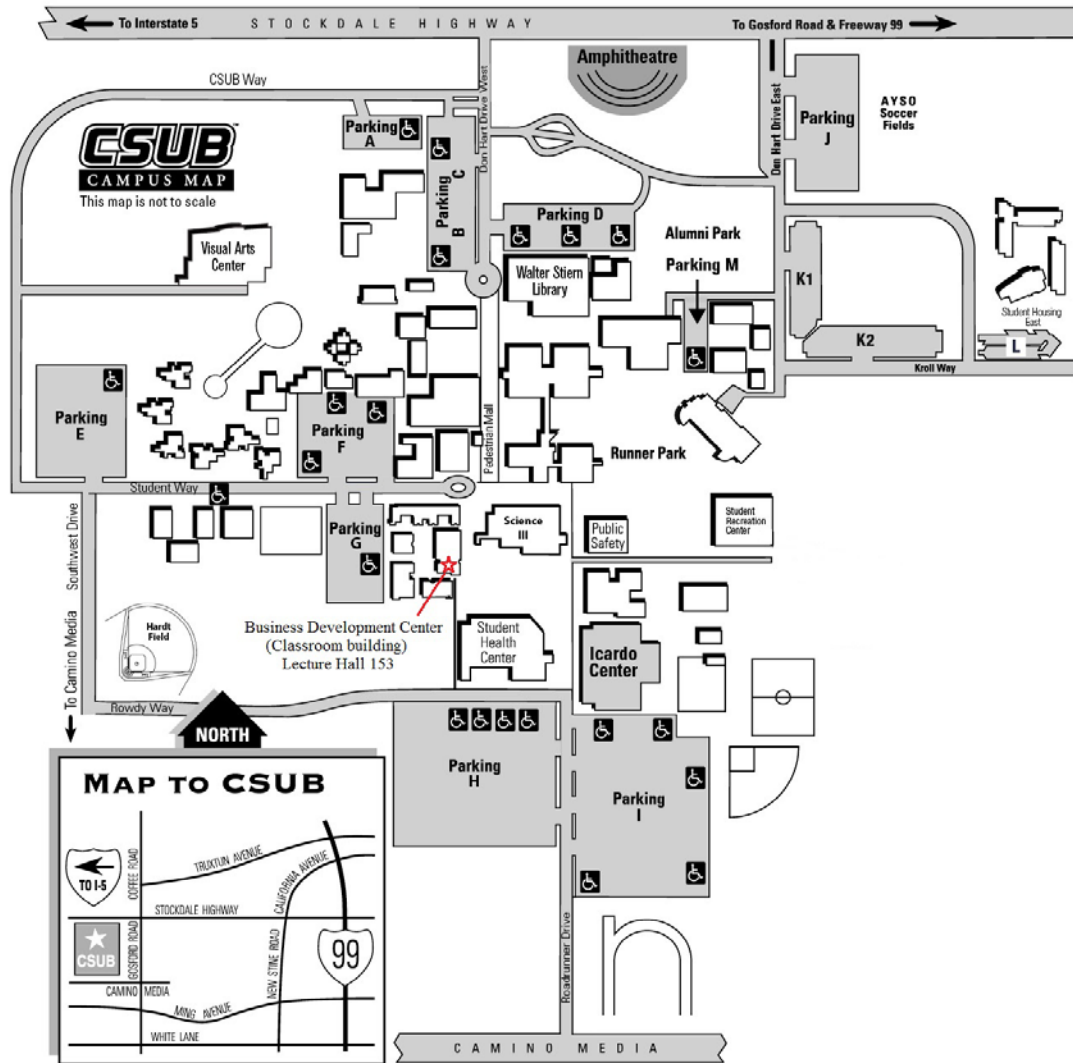 To Interstate 5
STOCKDALE HIGHWAY
To Gosford Road & Freeway 99
CSUB Way
Don Hart Drive West
Amphitheatre
Don Hart Drive East
Parking
J
AYSO
Soccer
Fields
CSUB
CAMPUS MAP
This map is not to scale
Parking
A
Parking
B
C
Parking D
Alumni Park
Parking M
Visual Arts
Center
Walter Stiern
Library
K1
K2
Student Housing
East
L
Kroll Way
Parking
E
Parking
F
Pedestrian Mall
Runner Park
Student Way
Southwest Drive
To Camino Media
Parking
G
Science
III
Public
Safety
Student
Recreation
Center
Hardt
Field
Business Development Center
(Classroom building)
Lecture Hall 153
Student
Health
Center
Icardo
Center
Rowdy Way
NORTH
Parking
H
Parking
I
Roadrunner Drive
CAMINO MEDIA
MAP TO CSUB
TO I-5
COFFEE ROAD
TRUXTUN AVENUE
CALIFORNIA AVENUE
STOCKDALE HIGHWAY
CSUB
GOSFORD ROAD
NEW STINE ROAD
99
CAMINO MEDIA
MING AVENUE
WHITE LANE